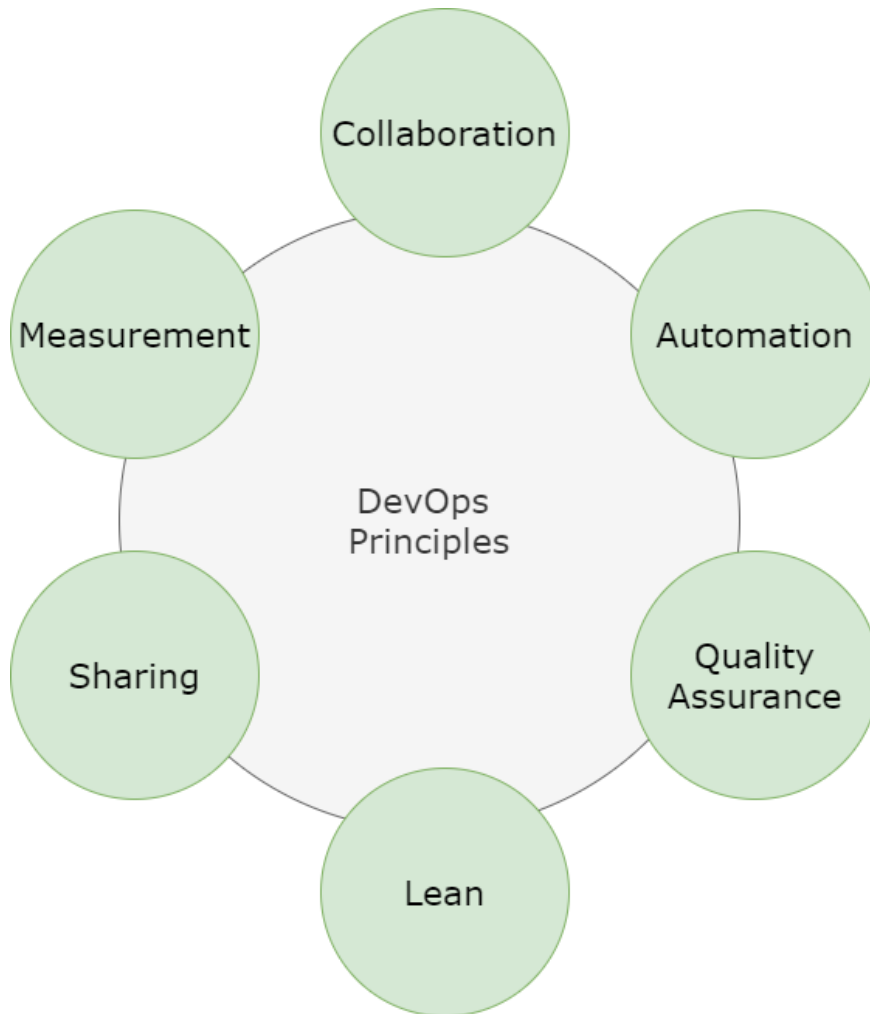 Collaboration
Measurement
Automation
DevOps
Principles
Sharing
Quality
Assurance
Lean